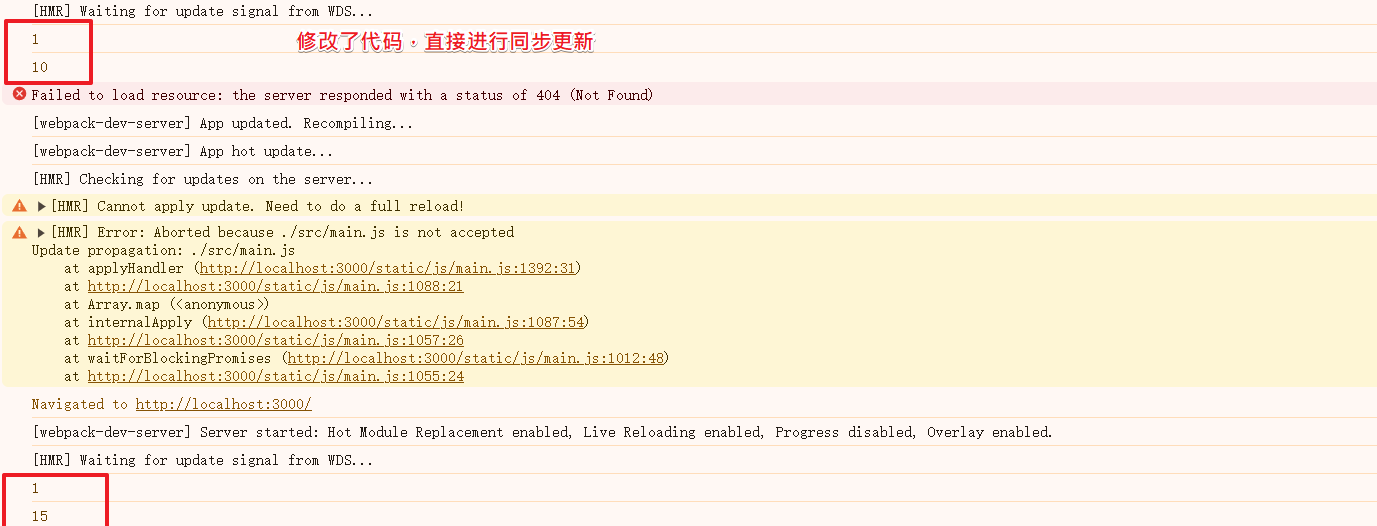 [HMR] Waiting for update signal from WDS...
1
修改了代码，直接进行同步更新
10
Failed to load resource: the server responded with a status of 404 (Not Found)
[webpack-dev-server] App updated. Recompiling...
[webpack-dev-server] App hot update...
[HMR] Checking for updates on the server...
[HMR] Cannot apply update. Need to do a full reload!
[HMR] Error: Aborted because ./src/main.js is not accepted
Update propagation: ./src/main.js
at applyHandler (http://localhost:3000/static/js/main.js:1392:31)
at http://localhost:3000/static/js/main.js:1088:21
at Array.map (<anonymous>)
at internalApply (http://localhost:3000/static/js/main.js:1087:54)
at http://localhost:3000/static/js/main.js:1057:26
at waitForBlockingPromises (http://localhost:3000/static/js/main.js:1012:48)
at http://localhost:3000/static/js/main.js:1055:24
Navigated to http://localhost:3000/
[webpack-dev-server] Server started: Hot Module Replacement enabled, Live Reloading enabled, Progress disabled, Overlay enabled.
[HMR] Waiting for update signal from WDS...
1
15